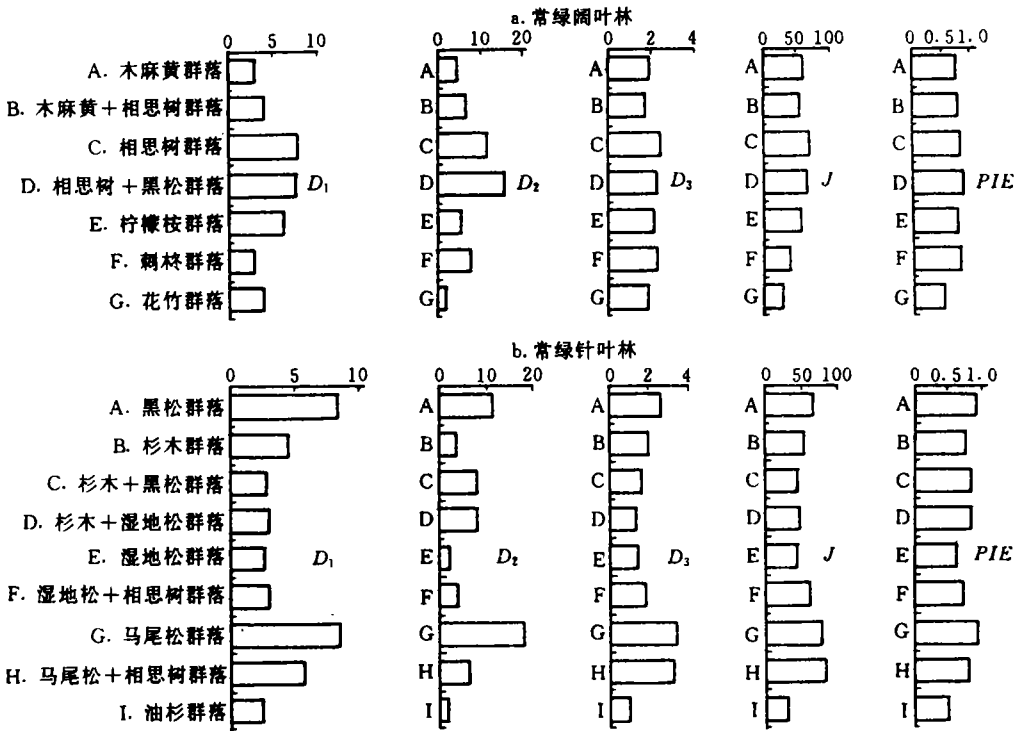 a. 常绿阔叶林
0 5 10 0 10 20 0 2 4 0 50 100 0 0.5 1.0
A. 木麻黄群落 A A A A
B. 木麻黄+相思树群落 B B B B
C. 相思树群落 C C C C
D. 相思树+黑松群落 D₁ D D₂ D D₃ D J D PIE
E. 柠檬桉群落 E E E E
F. 刺柊群落 F F F F
G. 花竹群落 G G G G
b. 常绿针叶林
0 5 10 0 10 20 0 2 4 0 50 100 0 0.5 1.0
A. 黑松群落 A A A A
B. 杉木群落 B B B B
C. 杉木+黑松群落 C C C C
D. 杉木+湿地松群落 D D D D
E. 湿地松群落 D₁ E D₂ E D₃ E J E PIE
F. 湿地松+相思树群落 F F F F
G. 马尾松群落 G G G G
H. 马尾松+相思树群落 H H H H
I. 油杉群落 I I I I